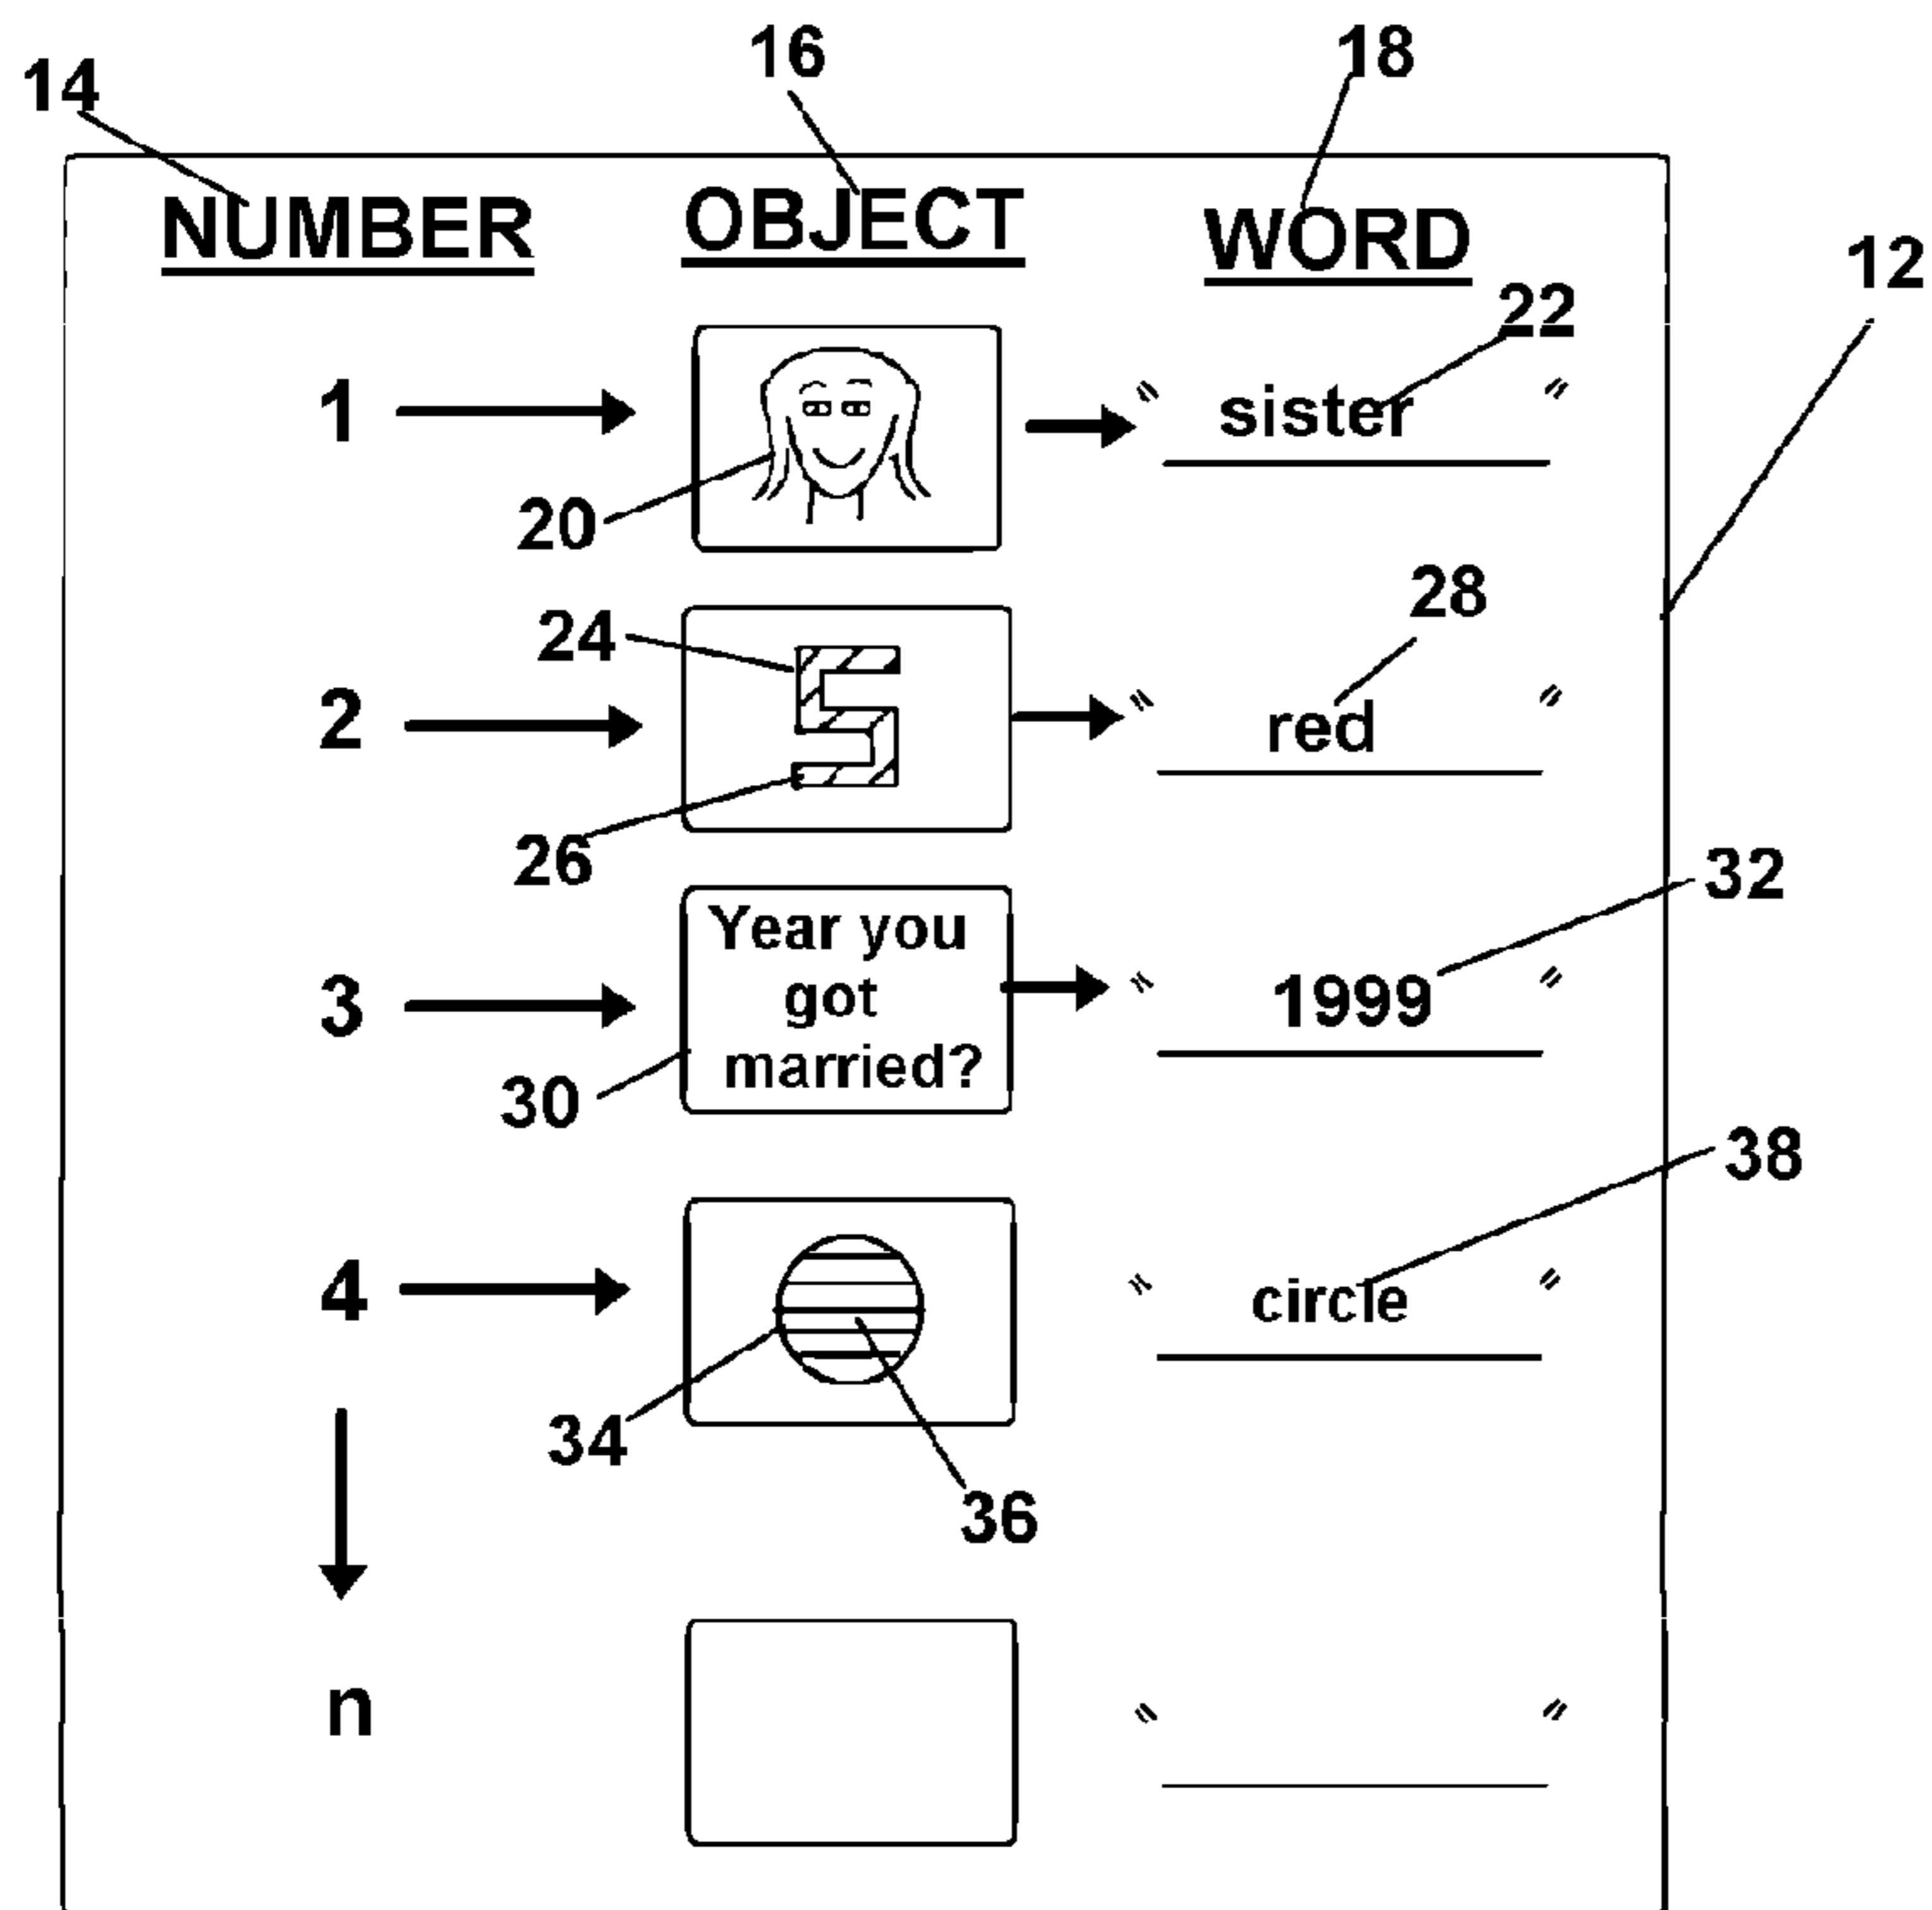 16 18
14
NUMBER OBJECT WORD
12
22
1 " sister "
20
28
24
2 5 " red "
26
32
Year you
3 got " 1999 "
married?
30
38
4 " circle "
34
36
n " "